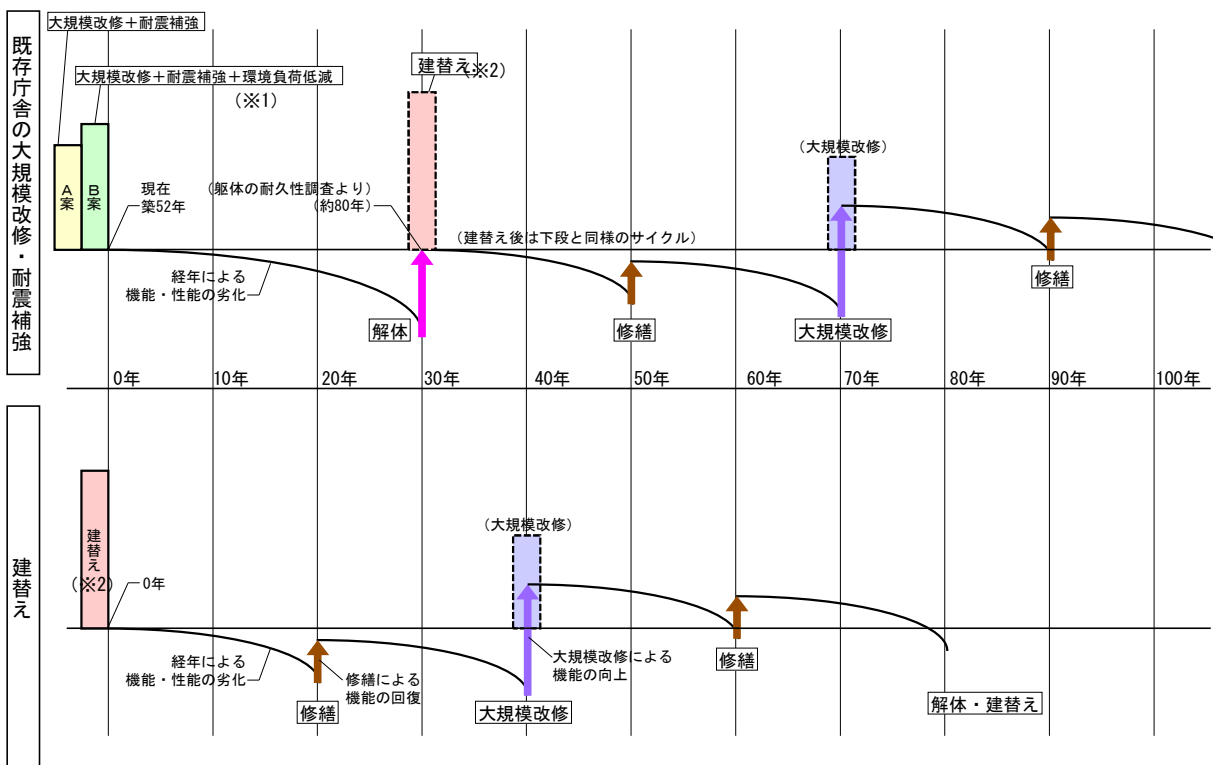 既存庁舎の大規模改修・耐震補強
大規模改修＋耐震補強
大規模改修＋耐震補強＋環境負荷低減
（※1）
A案
B案
現在
築52年
（躯体の耐久性調査より）
（約80年）
建替え
（※2）
（建替え後は下段と同様のサイクル）
（大規模改修）
経年による
機能・性能の劣化
解体
修繕
大規模改修
修繕
0年
10年
20年
30年
40年
50年
60年
70年
80年
90年
100年
建替え
建替え
（※2）
0年
（大規模改修）
経年による
機能・性能の劣化
修繕による
機能の回復
修繕
大規模改修による
機能の向上
大規模改修
修繕
解体・建替え